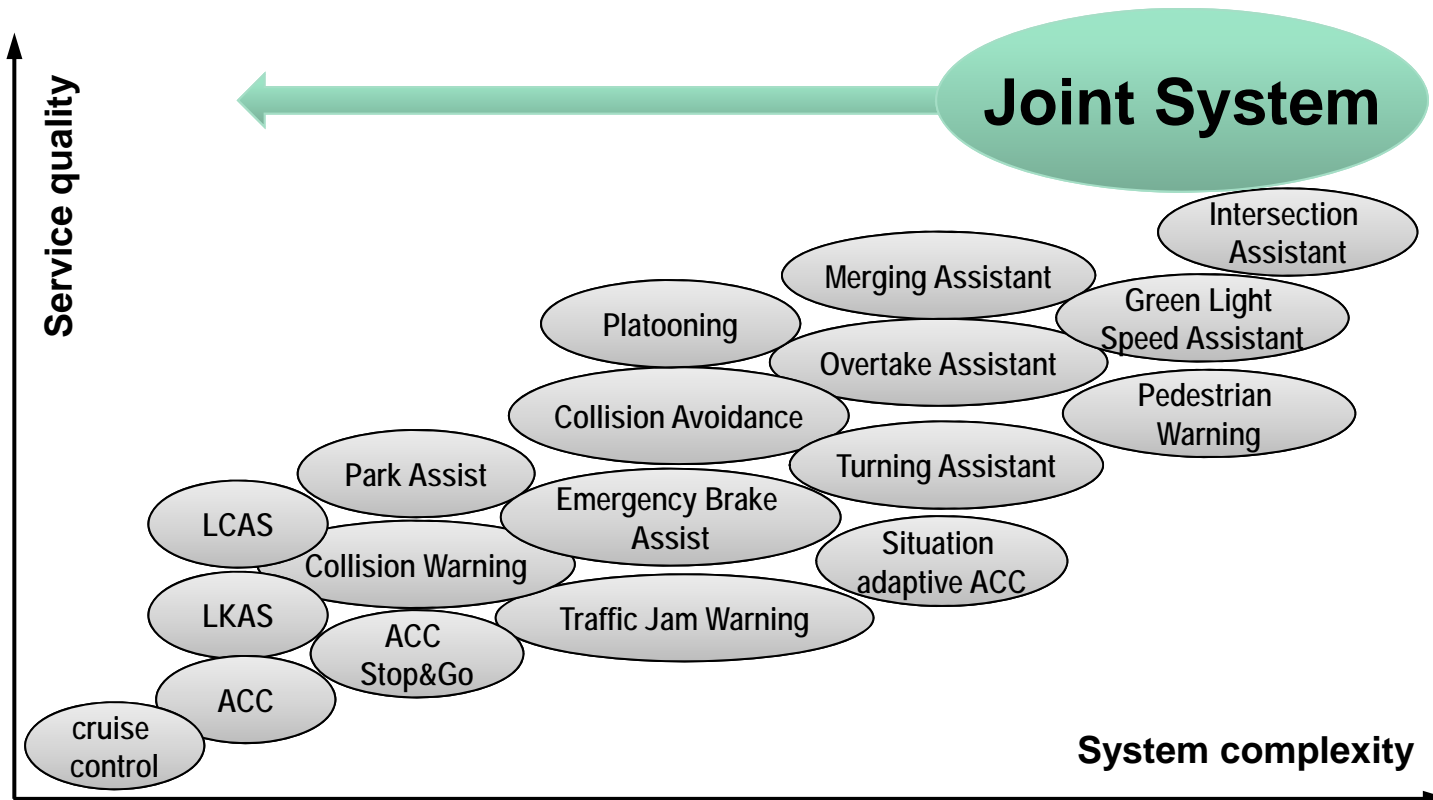 Service quality
Joint System
Intersection
Assistant
Merging Assistant
Green Light
Speed Assistant
Platooning
Overtake Assistant
Pedestrian
Warning
Collision Avoidance
Turning Assistant
Park Assist
Emergency Brake
Assist
LCAS
Situation
adaptive ACC
Collision Warning
LKAS
Traffic Jam Warning
ACC
Stop&Go
ACC
cruise
control
System complexity